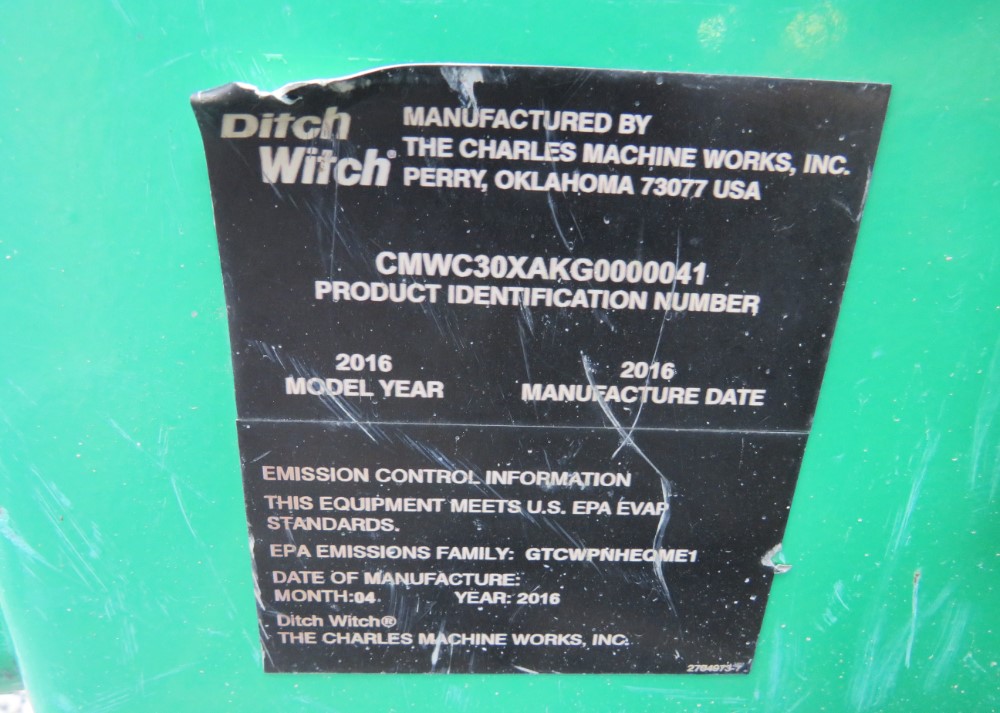 Ditch
Witch®
MANUFACTURED BY
THE CHARLES MACHINE WORKS, INC.
PERRY, OKLAHOMA 73077 USA
CMWC30XAKG0000041
PRODUCT IDENTIFICATION NUMBER
2016
MODEL YEAR
2016
MANUFACTURE DATE
EMISSION CONTROL INFORMATION
THIS EQUIPMENT MEETS U.S. EPA EVAP
STANDARDS.
EPA EMISSIONS FAMILY: GTCWPNHEQME1
DATE OF MANUFACTURE:
MONTH:04 YEAR: 2016
Ditch Witch®
THE CHARLES MACHINE WORKS, INC.